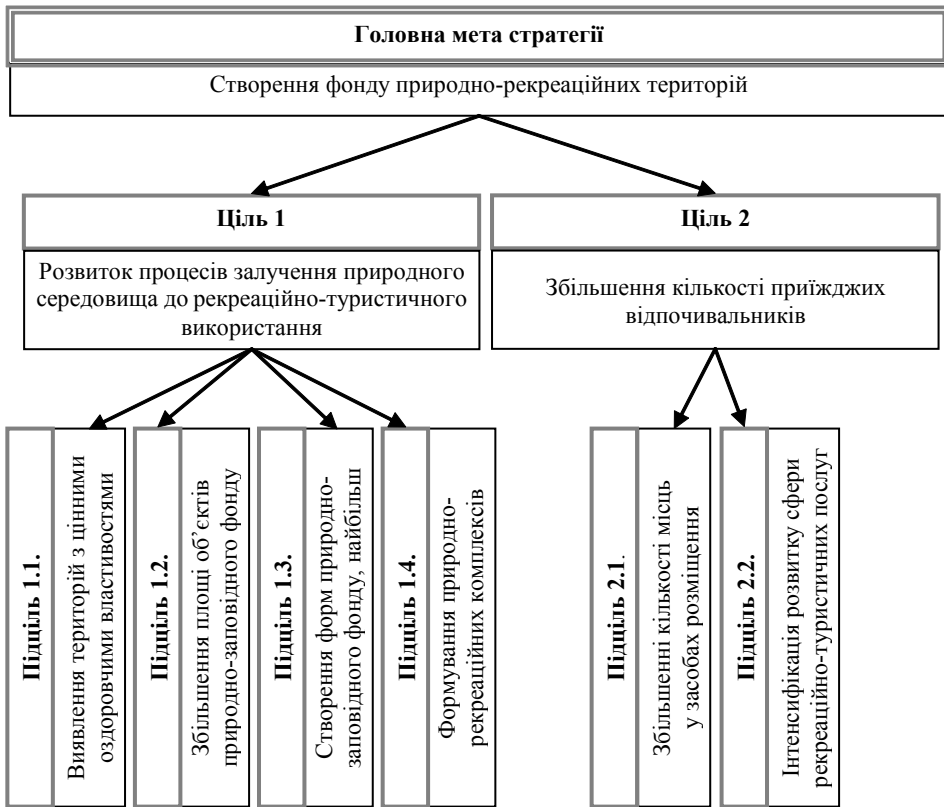 Головна мета стратегії
Створення фонду природно-рекреаційних територій
Ціль 1
Розвиток процесів залучення природного
середовища до рекреаційно-туристичного
використання
Ціль 2
Збільшення кількості приїжджих
відпочивальників
Підціль 1.1.
Виявлення територій з цінними
оздоровчими властивостями
Підціль 1.2.
Збільшення площі об’єктів
природно-заповідного фонду
Підціль 1.3.
Створення форм природно-
заповідного фонду, найбільш
Підціль 1.4.
Формування природно-
рекреаційних комплексів
Підціль 2.1.
Збільшенні кількості місць
у засобах розміщення
Підціль 2.2.
Інтенсифікація розвитку сфери
рекреаційно-туристичних послуг